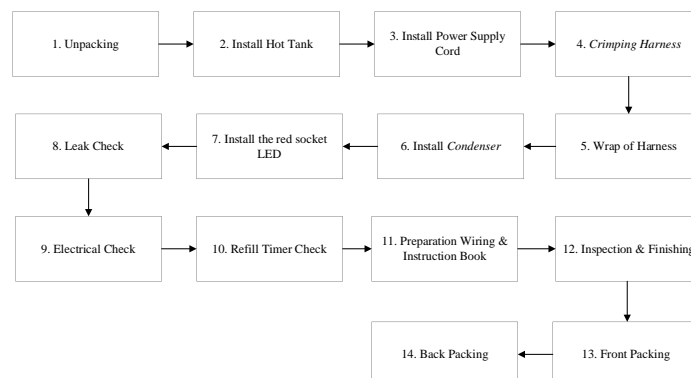 1. Unpacking
2. Install Hot Tank
3. Install Power Supply
Cord
4. Crimping Harness
5. Wrap of Harness
6. Install Condenser
7. Install the red socket
LED
8. Leak Check
9. Electrical Check
10. Refill Timer Check
11. Preparation Wiring &
Instruction Book
12. Inspection & Finishing
13. Front Packing
14. Back Packing